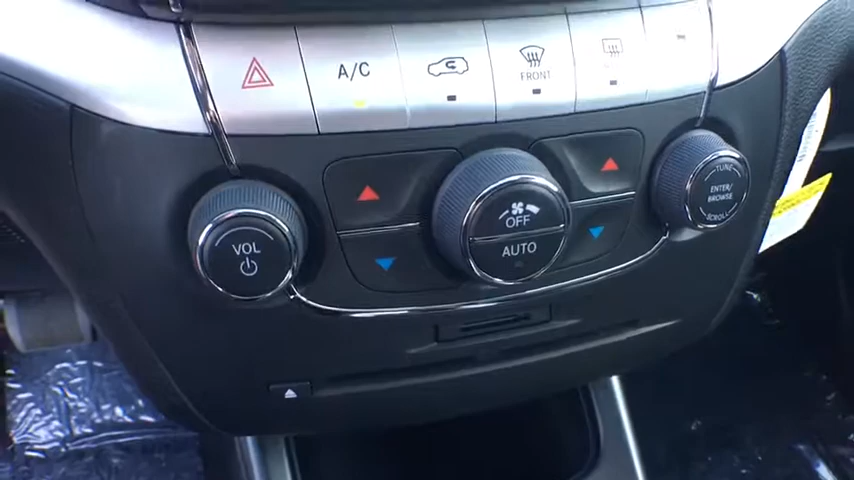 A/C
FRONT
VOL
OFF
AUTO
TUNE
ENTER/
BROWSE
SCROLL